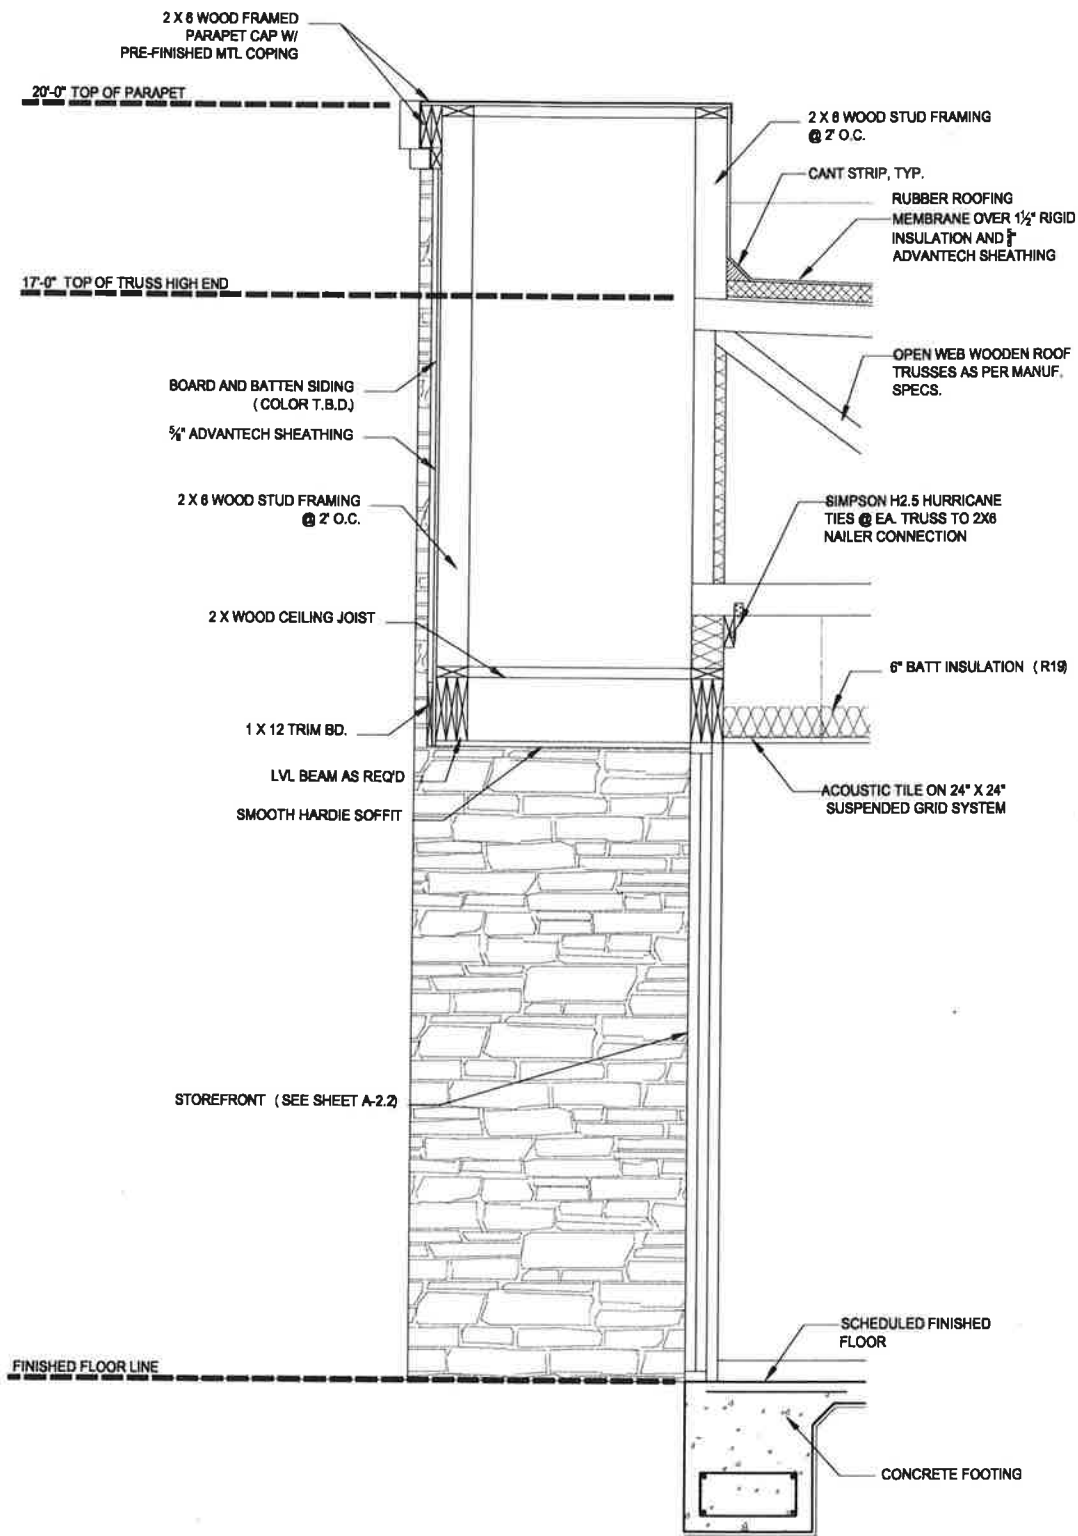 2 X 6 WOOD FRAMED
PARAPET CAP W/
PRE-FINISHED MTL COPING
20'-0" TOP OF PARAPET
2 X 6 WOOD STUD FRAMING
@ 2' O.C.
CANT STRIP, TYP.
RUBBER ROOFING
MEMBRANE OVER 1½" RIGID
INSULATION AND ⅝"
ADVANTECH SHEATHING
17'-0" TOP OF TRUSS HIGH END
OPEN WEB WOODEN ROOF
TRUSSES AS PER MANUF.
SPECS.
BOARD AND BATTEN SIDING
(COLOR T.B.D.)
⅝" ADVANTECH SHEATHING
2 X 6 WOOD STUD FRAMING
@ 2' O.C.
SIMPSON H2.5 HURRICANE
TIES @ EA. TRUSS TO 2X6
NAILER CONNECTION
2 X WOOD CEILING JOIST
6" BATT INSULATION (R19)
1 X 12 TRIM BD.
LVL BEAM AS REQ'D
ACOUSTIC TILE ON 24" X 24"
SUSPENDED GRID SYSTEM
SMOOTH HARDIE SOFFIT
STOREFRONT (SEE SHEET A-2.2)
SCHEDULED FINISHED
FLOOR
FINISHED FLOOR LINE
CONCRETE FOOTING